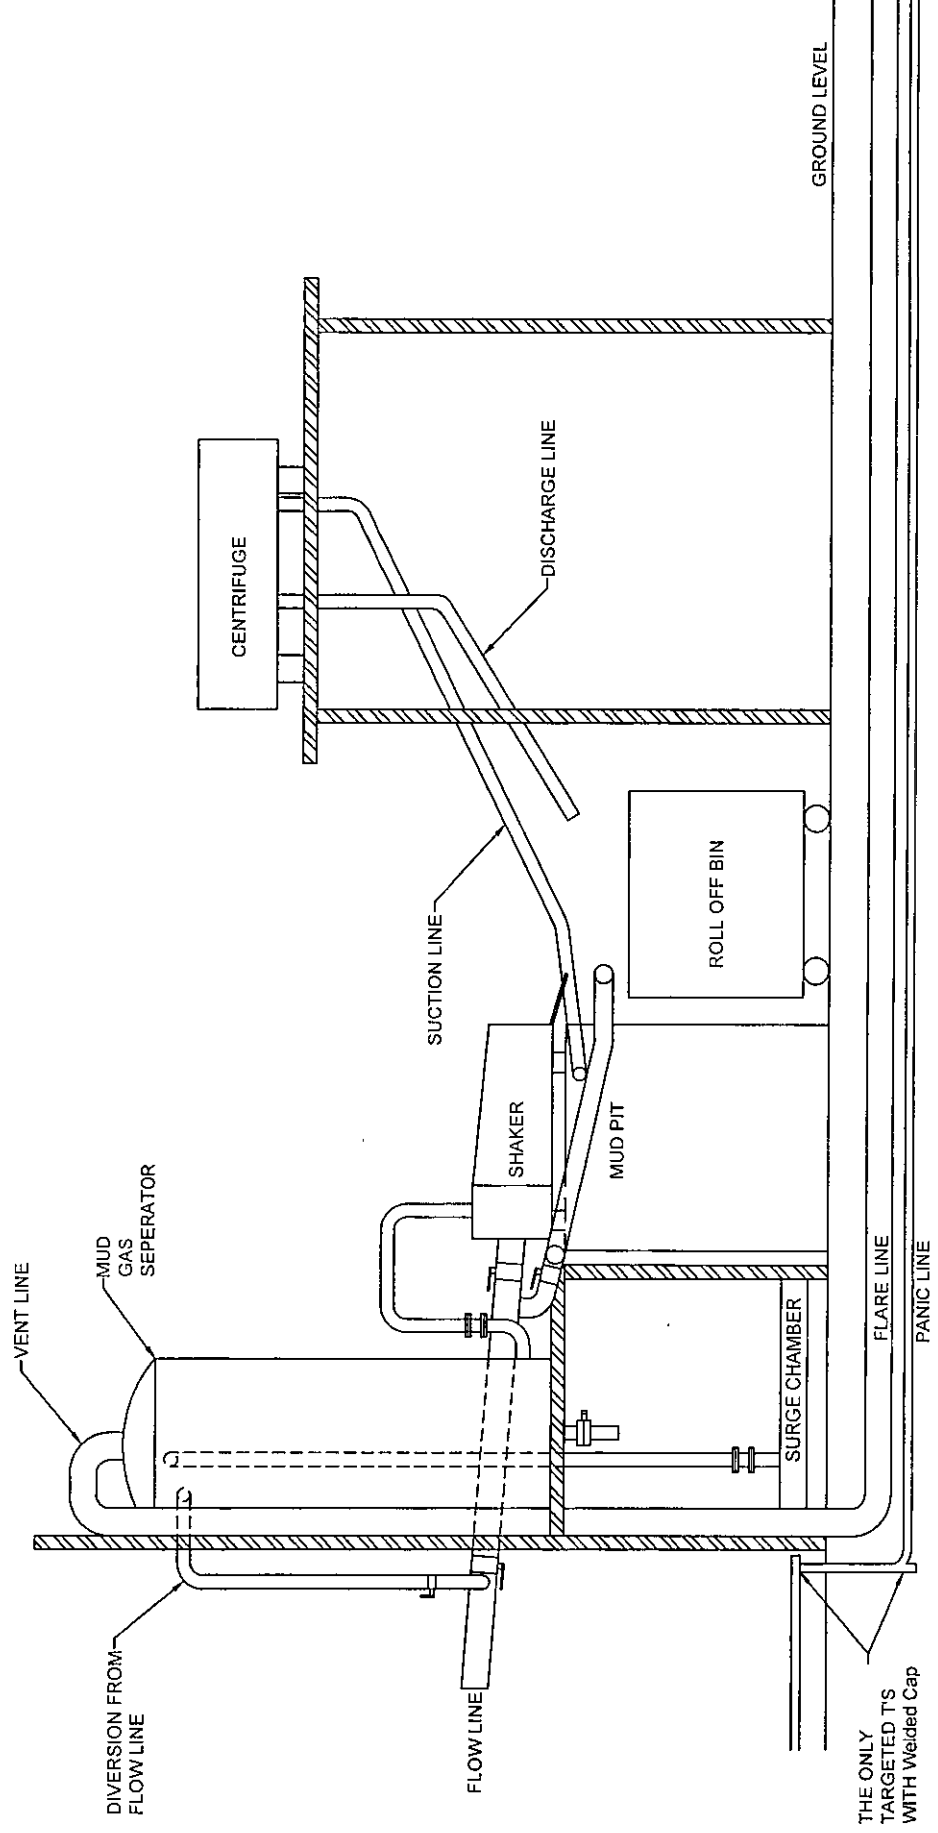 VENT LINE
MUD
GAS
SEPERATOR
DIVERSION FROM
FLOW LINE
FLOW LINE
SHAKER
SUCTION LINE
CENTRIFUGE
DISCHARGE LINE
MUD PIT
ROLL OFF BIN
SURGE CHAMBER
GROUND LEVEL
FLARE LINE
PANIC LINE
THE ONLY
TARGETED T'S
WITH Welded Cap